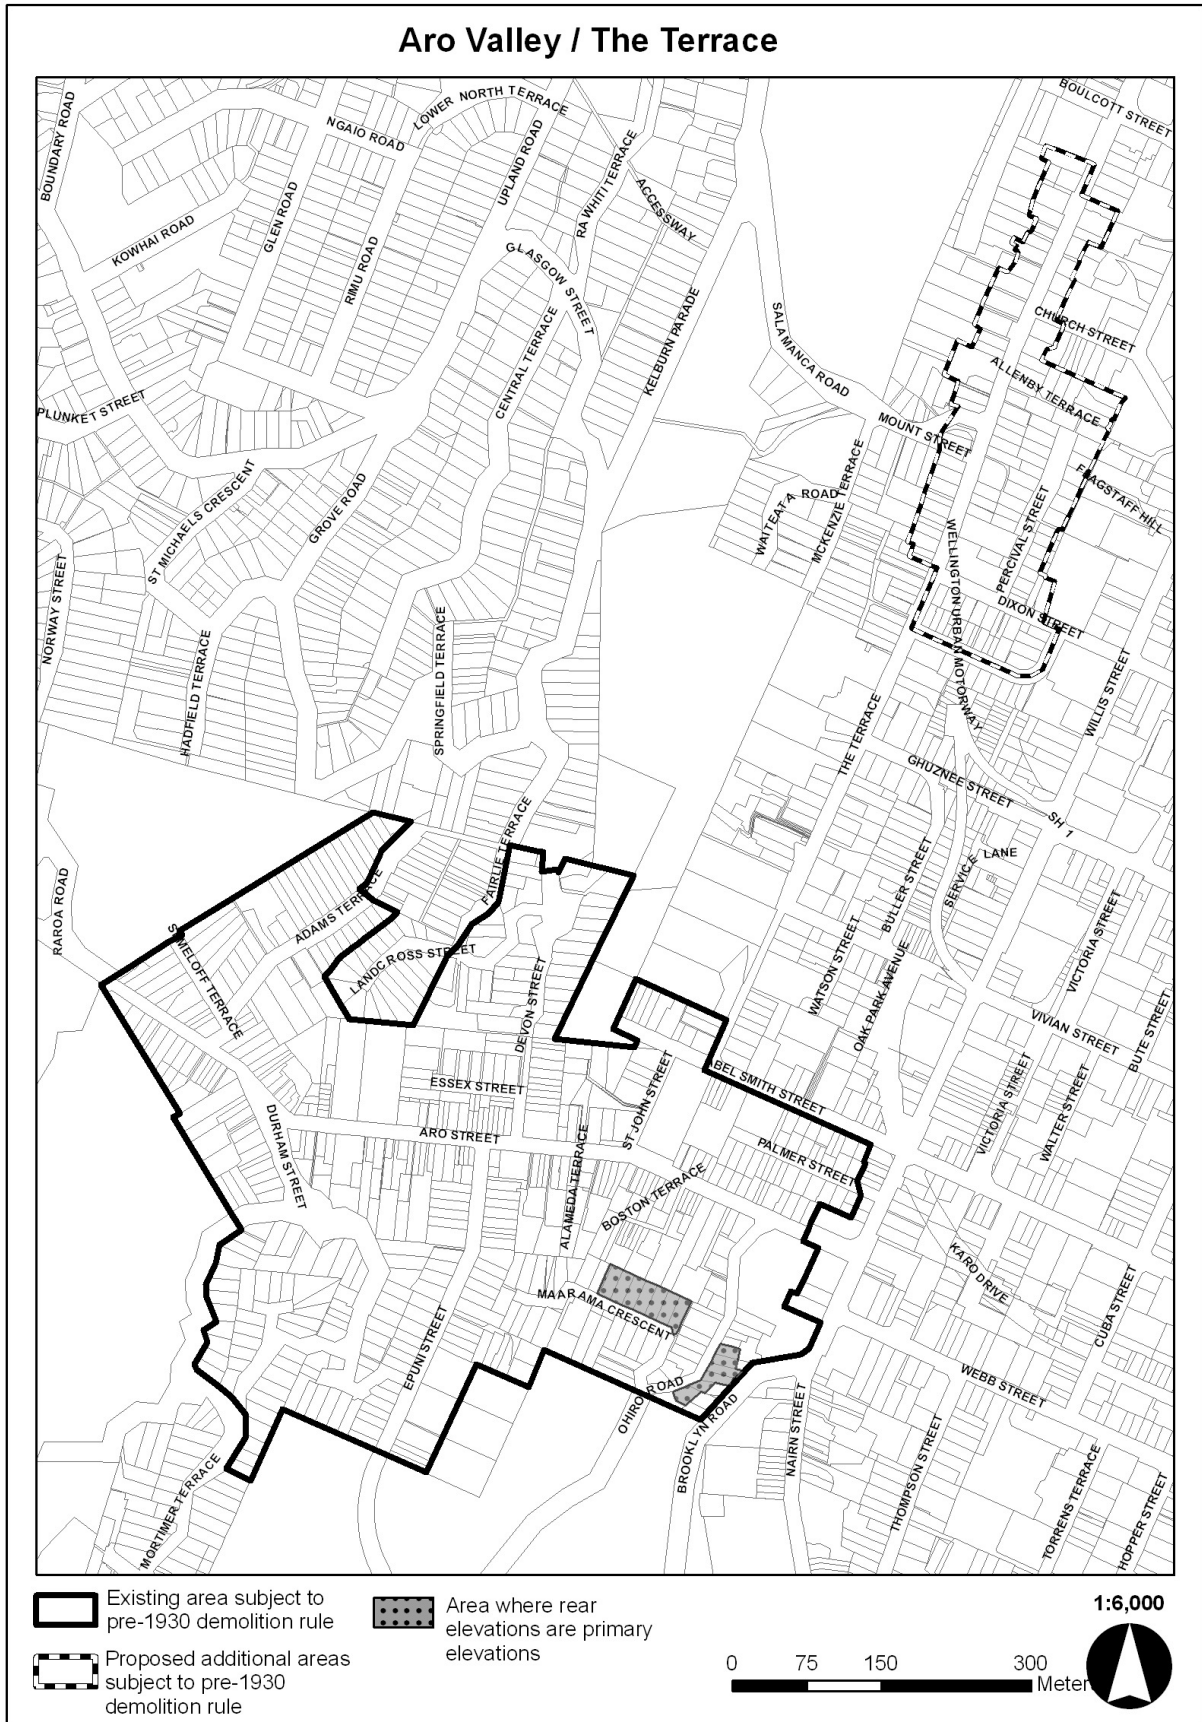 Aro Valley / The Terrace
BOULCOTT STREET
LOWER NORTH TERRACE
NGAIO ROAD
BOUNDARY ROAD
UPLAND ROAD
RAWHITI TERRACE
ACCESSWAY
KOWHAI ROAD
GLEN ROAD
RIMU ROAD
GLASGOW STREET
KELBURN PARADE
CENTRAL TERRACE
SALAMANCA ROAD
CHURCH STREET
ALLENBY TERRACE
PLUNKET STREET
MOUNT STREET
ST MICHAELS CRESCENT
GROVE ROAD
WAITEATA ROAD
MCKENZIE TERRACE
FLAGSTAFF HILL
WELLINGTON URBAN MOTORWAY
PERCIVAL STREET
DIXON STREET
NORWAY STREET
HADFIELD TERRACE
SPRINGFIELD TERRACE
THE TERRACE
WILLIS STREET
GHUZNEE STREET
SH 1
FAIRLIE TERRACE
SERVICE LANE
BULLER STREET
RAROA ROAD
ADAMS TERRACE
SEMELOFF TERRACE
LANDCROSS STREET
DEVON STREET
WATSON STREET
OAK PARK AVENUE
VICTORIA STREET
VIVIAN STREET
BUTE STREET
ESSEX STREET
ST JOHN STREET
ABEL SMITH STREET
VICTORIA STREET
WALTER STREET
ARO STREET
DURHAM STREET
ALAMEDA TERRACE
BOSTON TERRACE
PALMER STREET
MAARAMA CRESCENT
KARO DRIVE
CUBA STREET
EPUNI STREET
OHIRO ROAD
BROOKLYN ROAD
NAIRN STREET
WEBB STREET
THOMPSON STREET
TORRENS TERRACE
HOPPER STREET
MORTIMER TERRACE
Existing area subject to
pre-1930 demolition rule
Proposed additional areas
subject to pre-1930
demolition rule
Area where rear
elevations are primary
elevations
1:6,000
0 75 150 300
Meter